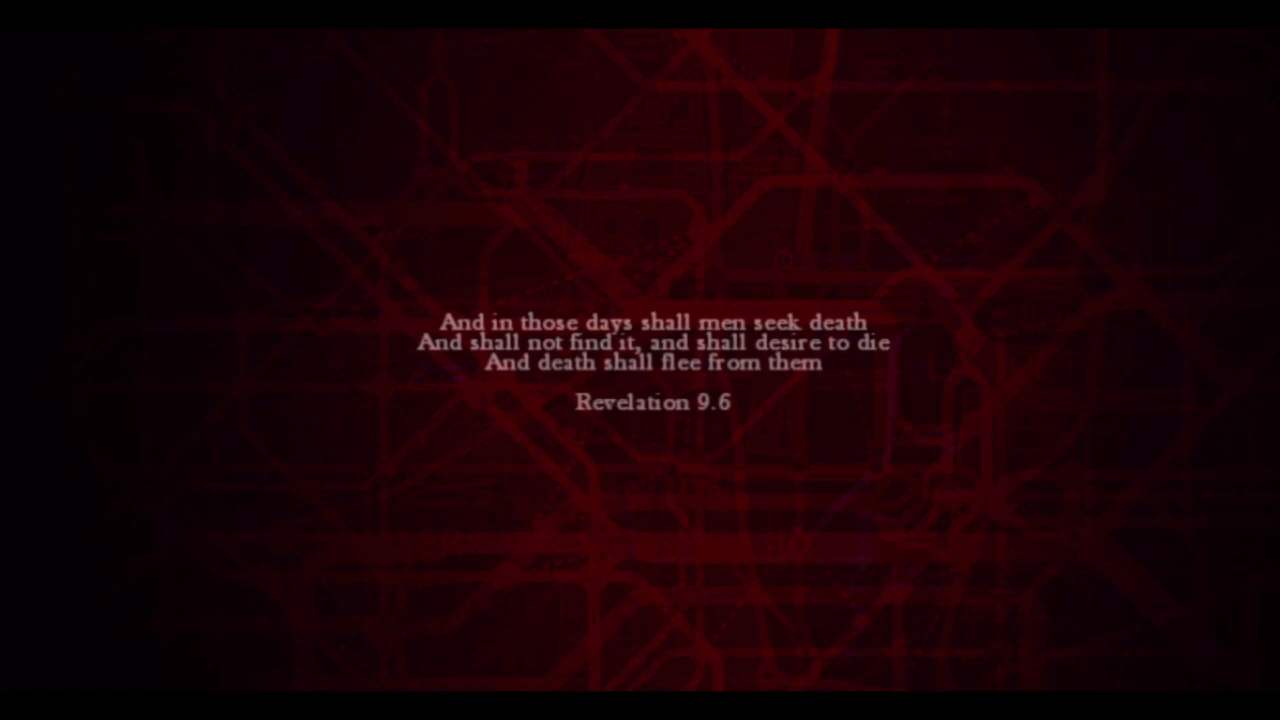 And in those days shall men seek death
And shall not find it, and shall desire to die
And death shall flee from them
Revelation 9.6